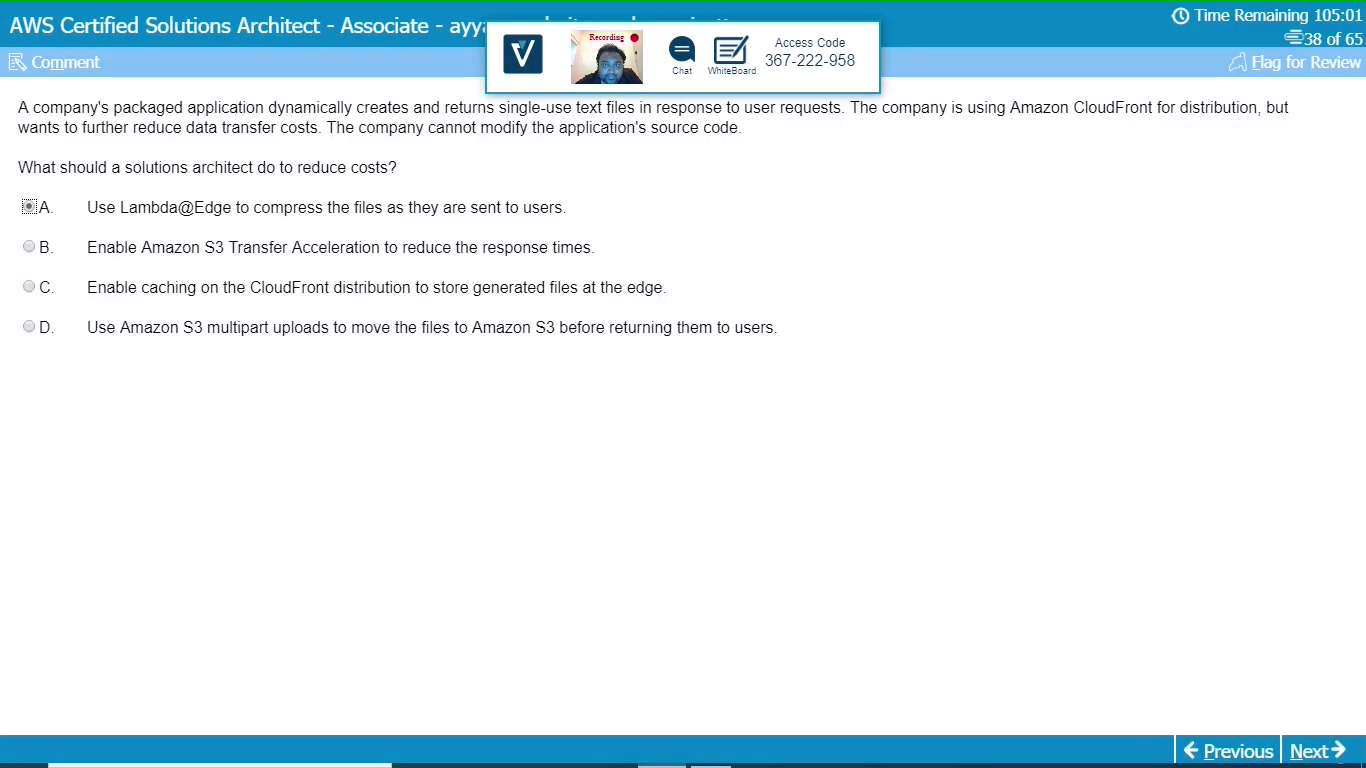 AWS Certified Solutions Architect - Associate -
Time Remaining 105:01
38 of 65
Comment
Flag for Review
Recording
Chat
WhiteBoard
Access Code
367-222-958
A company's packaged application dynamically creates and returns single-use text files in response to user requests. The company is using Amazon CloudFront for distribution, but
wants to further reduce data transfer costs. The company cannot modify the application's source code.
What should a solutions architect do to reduce costs?
A. Use Lambda@Edge to compress the files as they are sent to users.
B. Enable Amazon S3 Transfer Acceleration to reduce the response times.
C. Enable caching on the CloudFront distribution to store generated files at the edge.
D. Use Amazon S3 multipart uploads to move the files to Amazon S3 before returning them to users.
Previous
Next